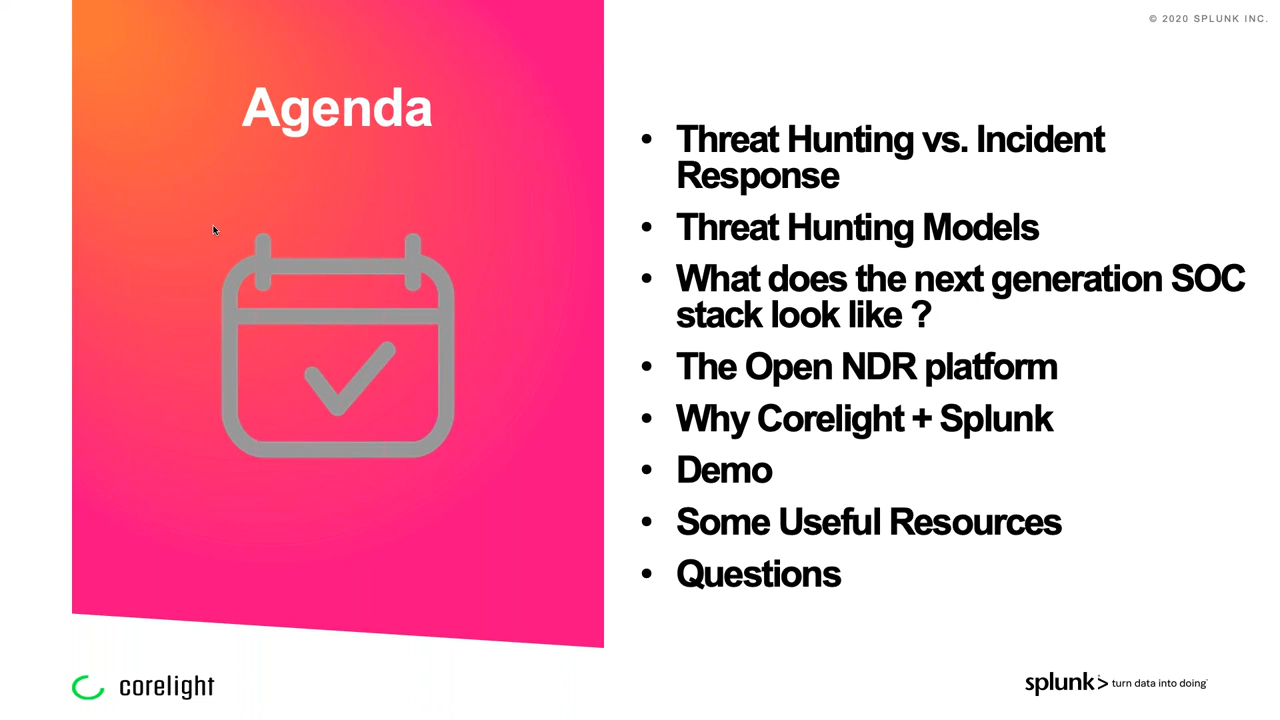 © 2020 SPLUNK INC.
Agenda
• Threat Hunting vs. Incident
Response
• Threat Hunting Models
• What does the next generation SOC
stack look like ?
• The Open NDR platform
• Why Corelight + Splunk
• Demo
• Some Useful Resources
• Questions
corelight
splunk> turn data into doing